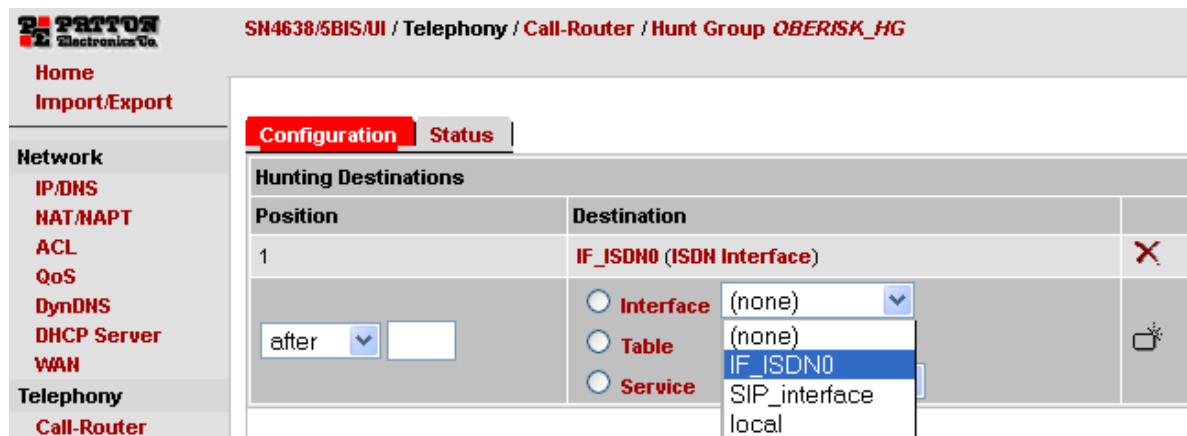 PATTON
Electronics Co.
SN4638/5BIS/UI / Telephony / Call-Router / Hunt Group OBERISK_HG
Home
Import/Export
Configuration
Status
Network
IP/DNS
NAT/NAPT
ACL
QoS
DynDNS
DHCP Server
WAN
Telephony
Call-Router
Hunting Destinations
Position
Destination
1
IF_ISDN0 (ISDN Interface)
after
Interface
(none)
Table
Service
(none)
IF_ISDN0
SIP_interface
local